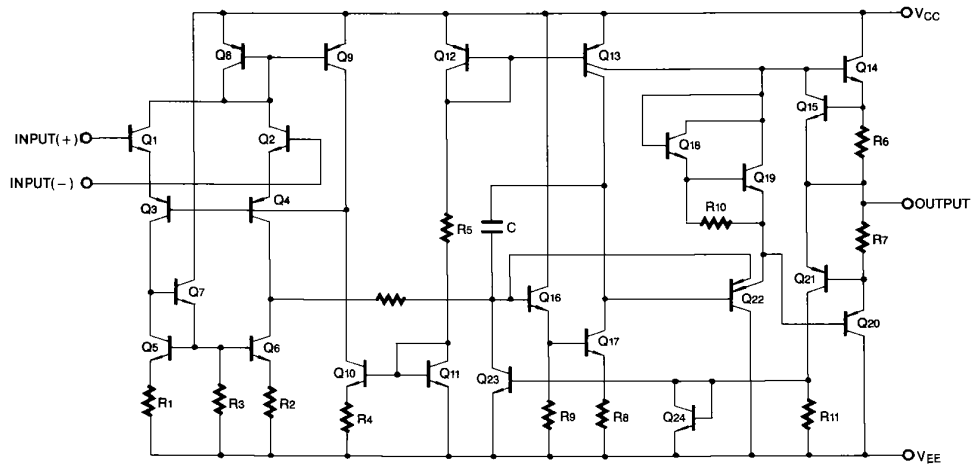 VCC
Q8
Q9
Q12
Q13
Q14
Q15
INPUT(+)
Q1
Q2
Q18
R6
INPUT(−)
Q19
Q3
Q4
R10
OUTPUT
R5
C
R7
Q7
Q16
Q22
Q21
Q20
Q5
Q6
Q17
Q10
Q11
Q23
R1
R3
R2
R4
R9
R8
Q24
R11
VEE